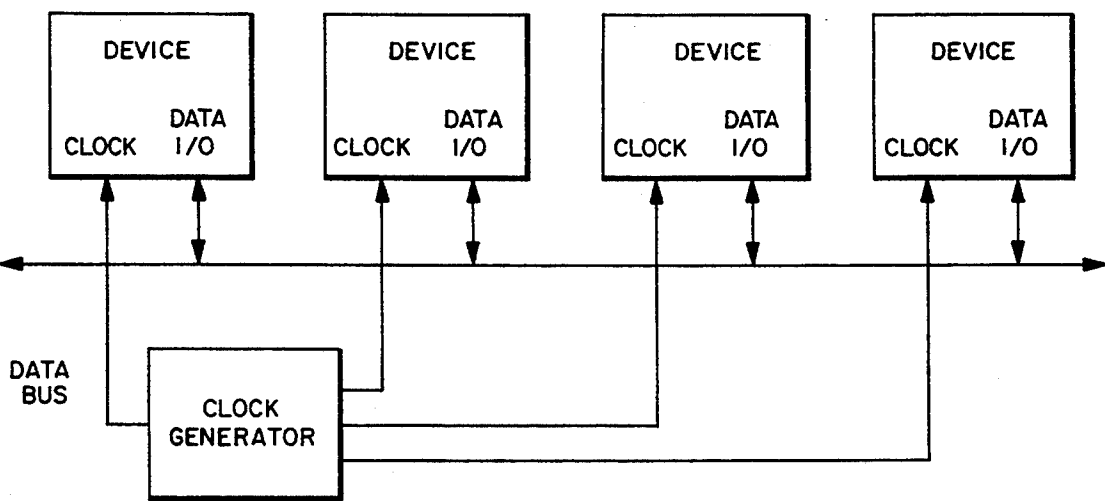 DEVICE
CLOCK
DATA
I/O
DEVICE
CLOCK
DATA
I/O
DEVICE
CLOCK
DATA
I/O
DEVICE
CLOCK
DATA
I/O
DATA
BUS
CLOCK
GENERATOR